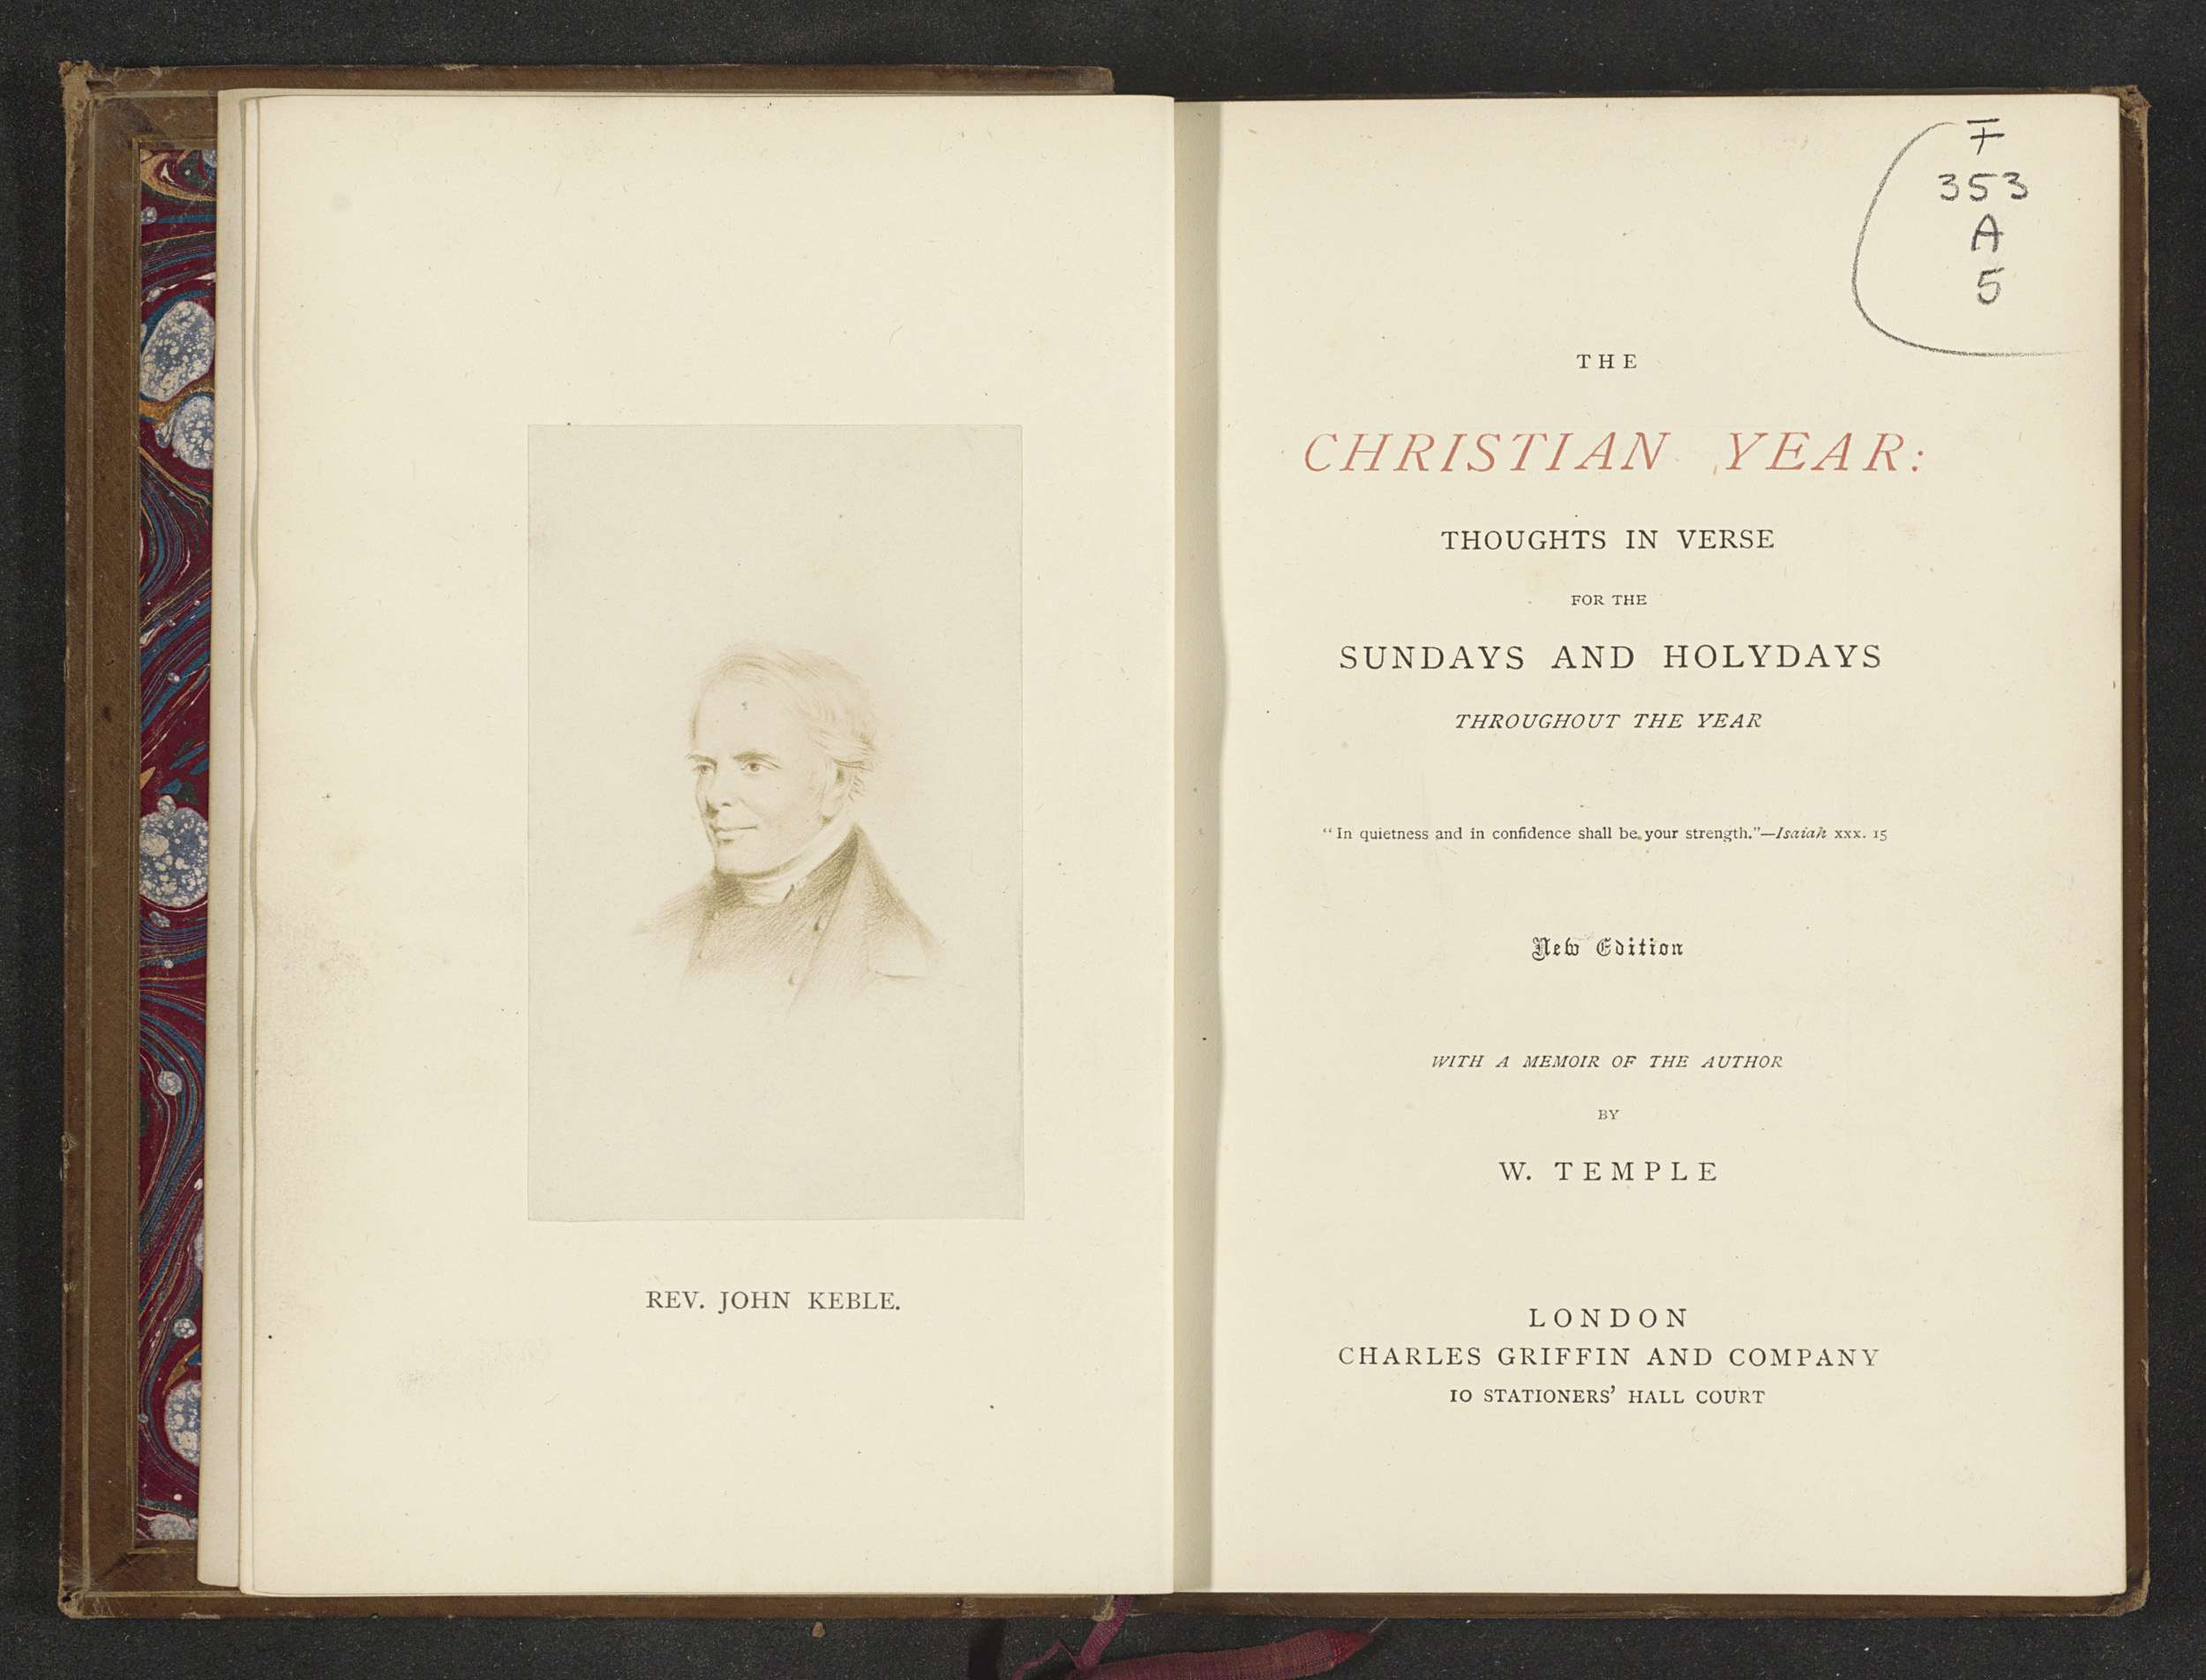 REV. JOHN KEBLE.
F
353
A
5
THE
CHRISTIAN YEAR:
THOUGHTS IN VERSE
FOR THE
SUNDAYS AND HOLYDAYS
THROUGHOUT THE YEAR
“In quietness and in confidence shall be your strength.”—Isaiah xxx. 15
New Edition
WITH A MEMOIR OF THE AUTHOR
BY
W. TEMPLE
LONDON
CHARLES GRIFFIN AND COMPANY
10 STATIONERS’ HALL COURT